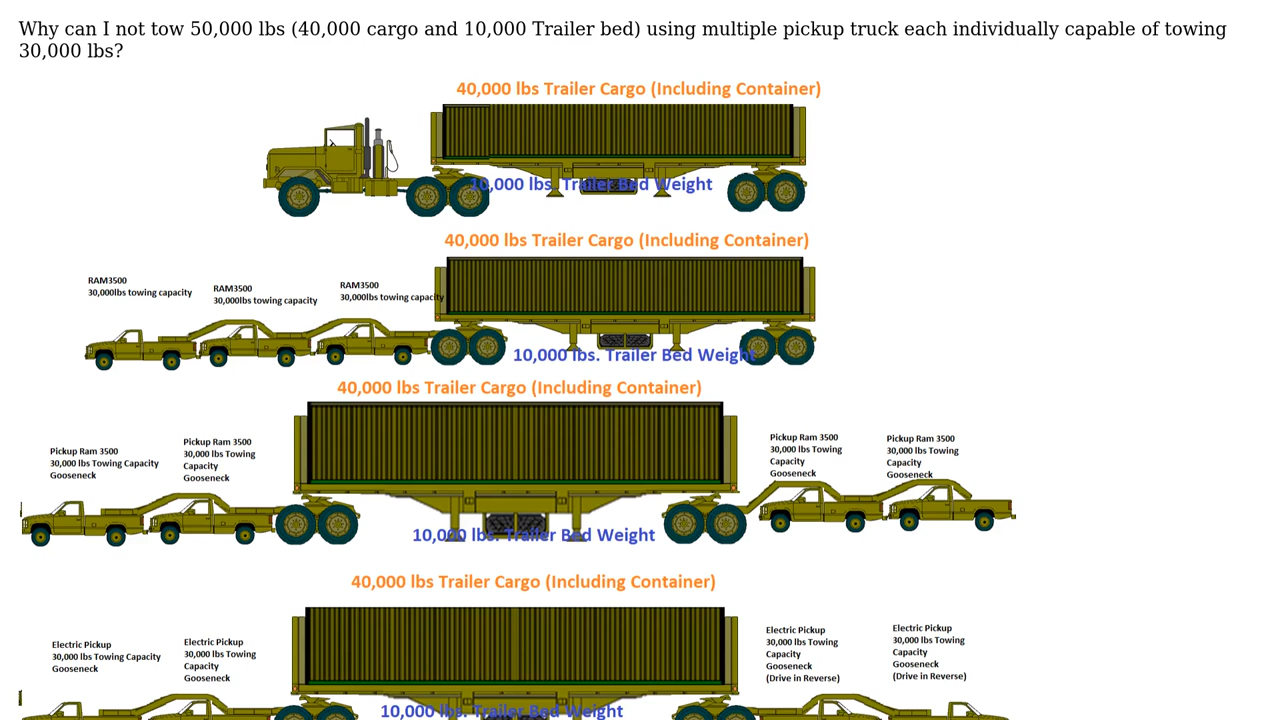 Why can I not tow 50,000 lbs (40,000 cargo and 10,000 Trailer bed) using multiple pickup truck each individually capable of towing
30,000 lbs?
40,000 lbs Trailer Cargo (Including Container)
10,000 lbs. Trailer Bed Weight
40,000 lbs Trailer Cargo (Including Container)
RAM3500
30,000lbs towing capacity
RAM3500
30,000lbs towing capacity
RAM3500
30,000lbs towing capacity
10,000 lbs. Trailer Bed Weight
40,000 lbs Trailer Cargo (Including Container)
Pickup Ram 3500
30,000 lbs Towing Capacity
Gooseneck
Pickup Ram 3500
30,000 lbs Towing
Capacity
Gooseneck
Pickup Ram 3500
30,000 lbs Towing
Capacity
Gooseneck
Pickup Ram 3500
30,000 lbs Towing
Capacity
Gooseneck
10,000 lbs. Trailer Bed Weight
40,000 lbs Trailer Cargo (Including Container)
Electric Pickup
30,000 lbs Towing Capacity
Gooseneck
Electric Pickup
30,000 lbs Towing
Capacity
Gooseneck
Electric Pickup
30,000 lbs Towing
Capacity
Gooseneck
(Drive in Reverse)
Electric Pickup
30,000 lbs Towing
Capacity
Gooseneck
(Drive in Reverse)
10,000 lbs. Trailer Bed Weight